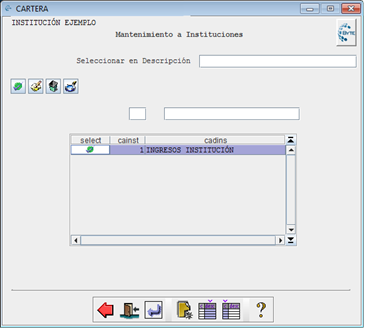 CARTERA
INSTITUCIÓN EJEMPLO
Mantenimiento a Instituciones
Seleccionar en Descripción
select cainst cadins
1 INGRESOS INSTITUCIÓN
?